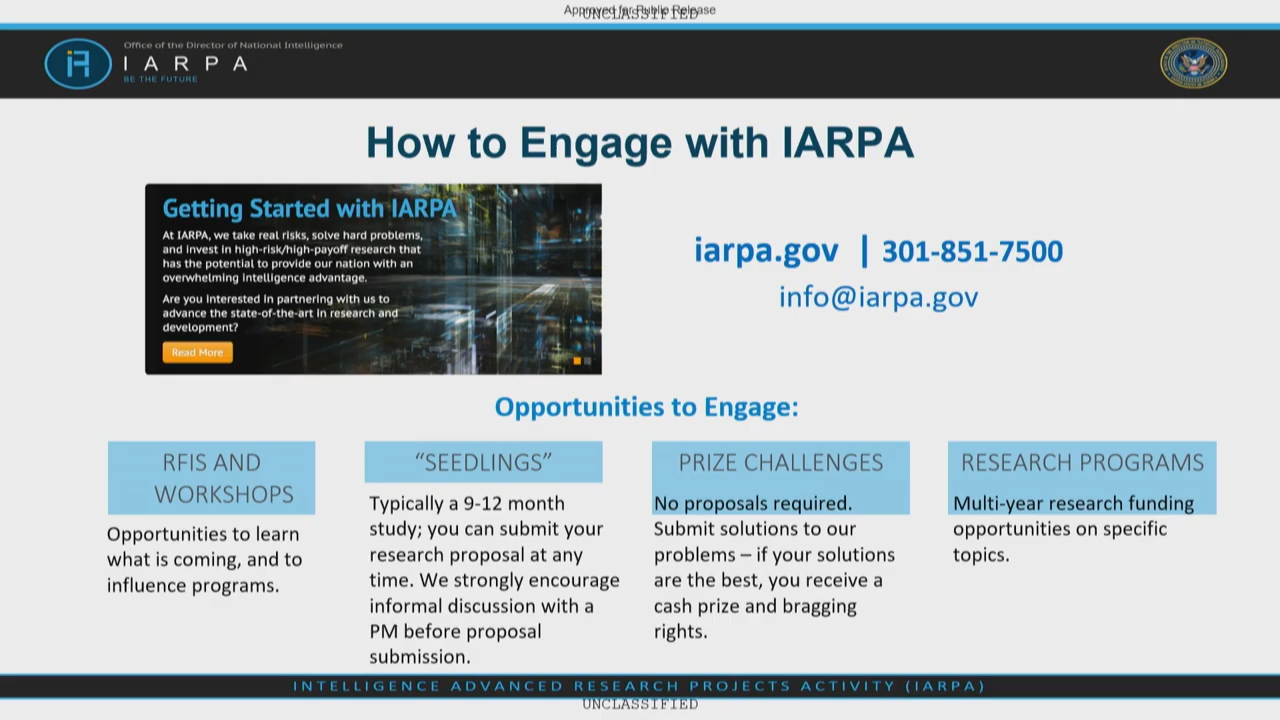 Approved for Public Release
UNCLASSIFIED
Office of the Director of National Intelligence
IARPA
BE THE FUTURE
How to Engage with IARPA
Getting Started with IARPA
At IARPA, we take real risks, solve hard problems,
and invest in high-risk/high-payoff research that
has the potential to provide our nation with an
overwhelming intelligence advantage.
Are you interested in partnering with us to
advance the state-of-the-art in research and
development?
Read More
iarpa.gov | 301-851-7500
info@iarpa.gov
Opportunities to Engage:
RFIS AND
WORKSHOPS
Opportunities to learn
what is coming, and to
influence programs.
“SEEDLINGS”
Typically a 9-12 month
study; you can submit your
research proposal at any
time. We strongly encourage
informal discussion with a
PM before proposal
submission.
PRIZE CHALLENGES
No proposals required.
Submit solutions to our
problems – if your solutions
are the best, you receive a
cash prize and bragging
rights.
RESEARCH PROGRAMS
Multi-year research funding
opportunities on specific
topics.
INTELLIGENCE ADVANCED RESEARCH PROJECTS ACTIVITY (IARPA)
UNCLASSIFIED